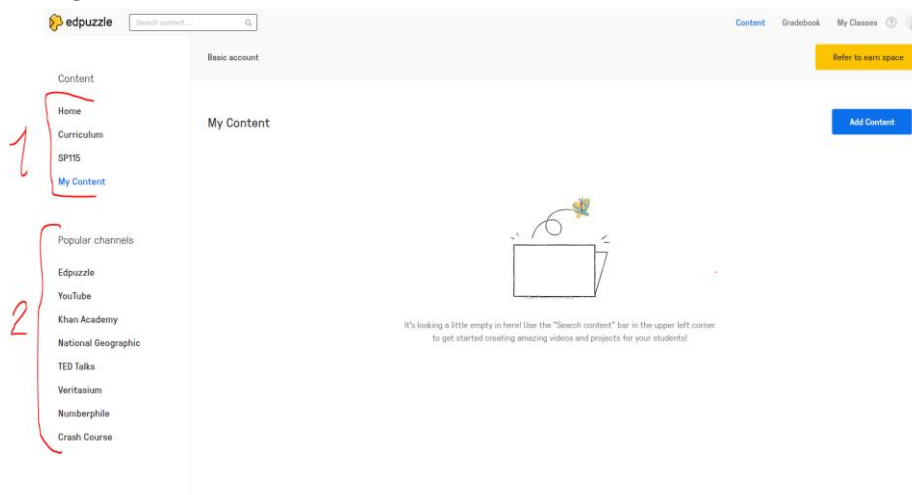 edpuzzle
Search content...
Content Gradebook My Classes ?
Basic account
Refer to earn space
Content
Home
Curriculum
SP115
My Content
1
My Content
Add Content
Popular channels
Edpuzzle
YouTube
Khan Academy
National Geographic
TED Talks
Veritasium
Numberphile
Crash Course
2
It's looking a little empty in here! Use the "Search content" bar in the upper left corner
to get started creating amazing videos and projects for your students!